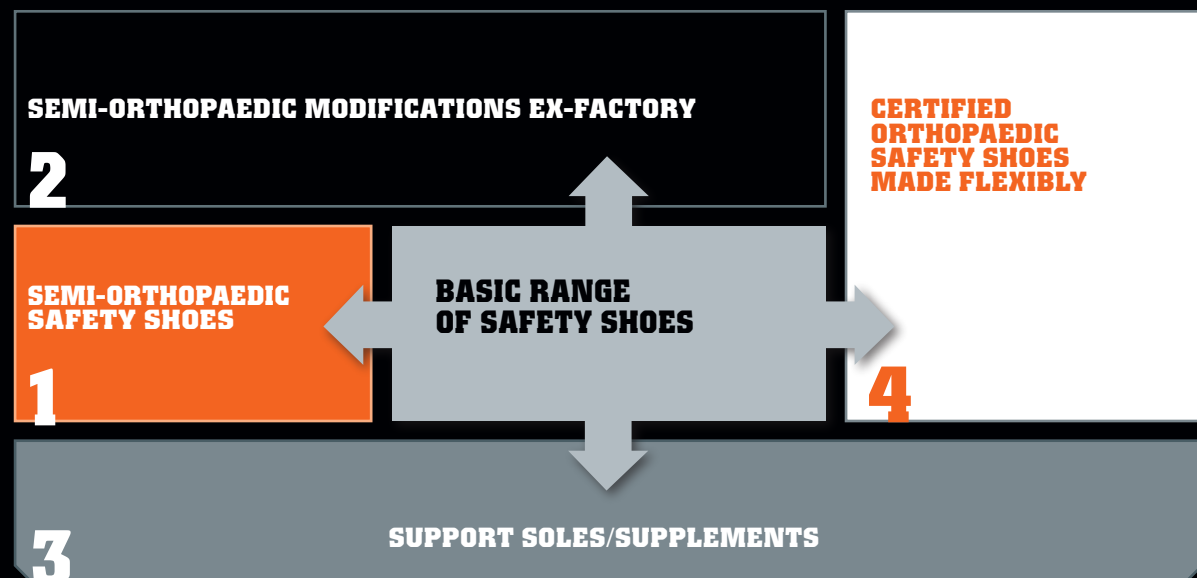 SEMI-ORTHOPAEDIC MODIFICATIONS EX-FACTORY
2
CERTIFIED
ORTHOPAEDIC
SAFETY SHOES
MADE FLEXIBLY
4
SEMI-ORTHOPAEDIC
SAFETY SHOES
1
BASIC RANGE
OF SAFETY SHOES
3
SUPPORT SOLES/SUPPLEMENTS